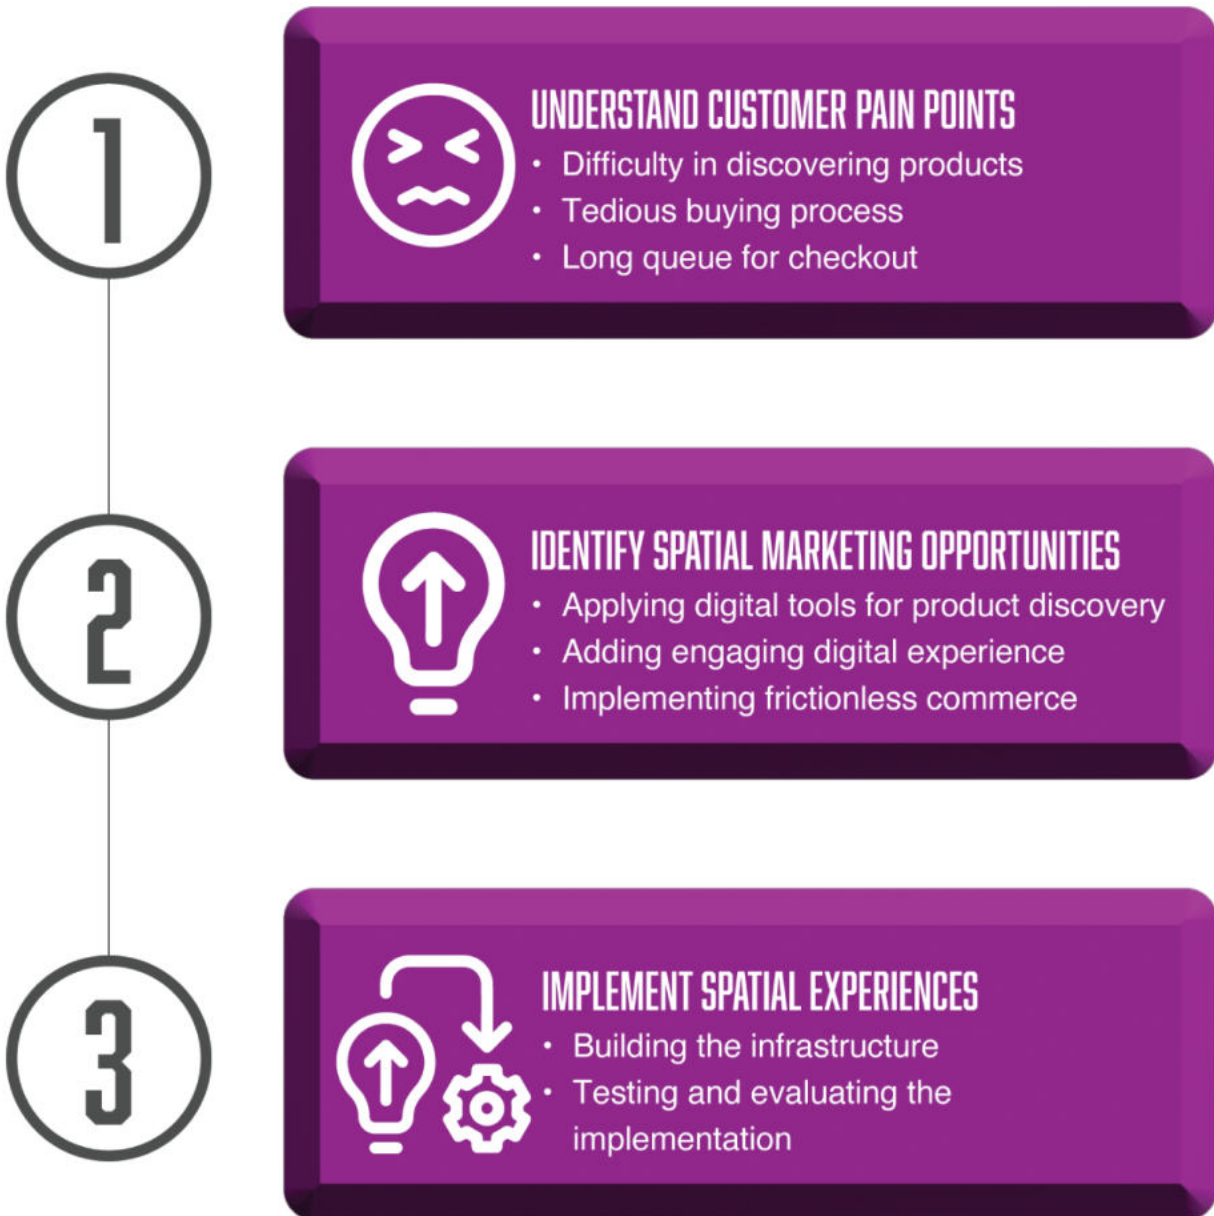 1
UNDERSTAND CUSTOMER PAIN POINTS
• Difficulty in discovering products
• Tedious buying process
• Long queue for checkout
2
IDENTIFY SPATIAL MARKETING OPPORTUNITIES
• Applying digital tools for product discovery
• Adding engaging digital experience
• Implementing frictionless commerce
3
IMPLEMENT SPATIAL EXPERIENCES
• Building the infrastructure
• Testing and evaluating the
implementation